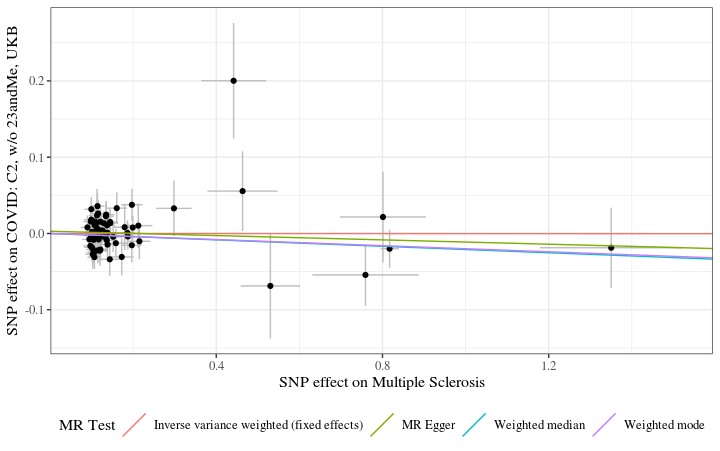 SNP effect on COVID: C2, w/o 23andMe, UKB
0.2
0.1
0.0
-0.1
0.4
0.8
1.2
SNP effect on Multiple Sclerosis
MR Test
Inverse variance weighted (fixed effects)
MR Egger
Weighted median
Weighted mode